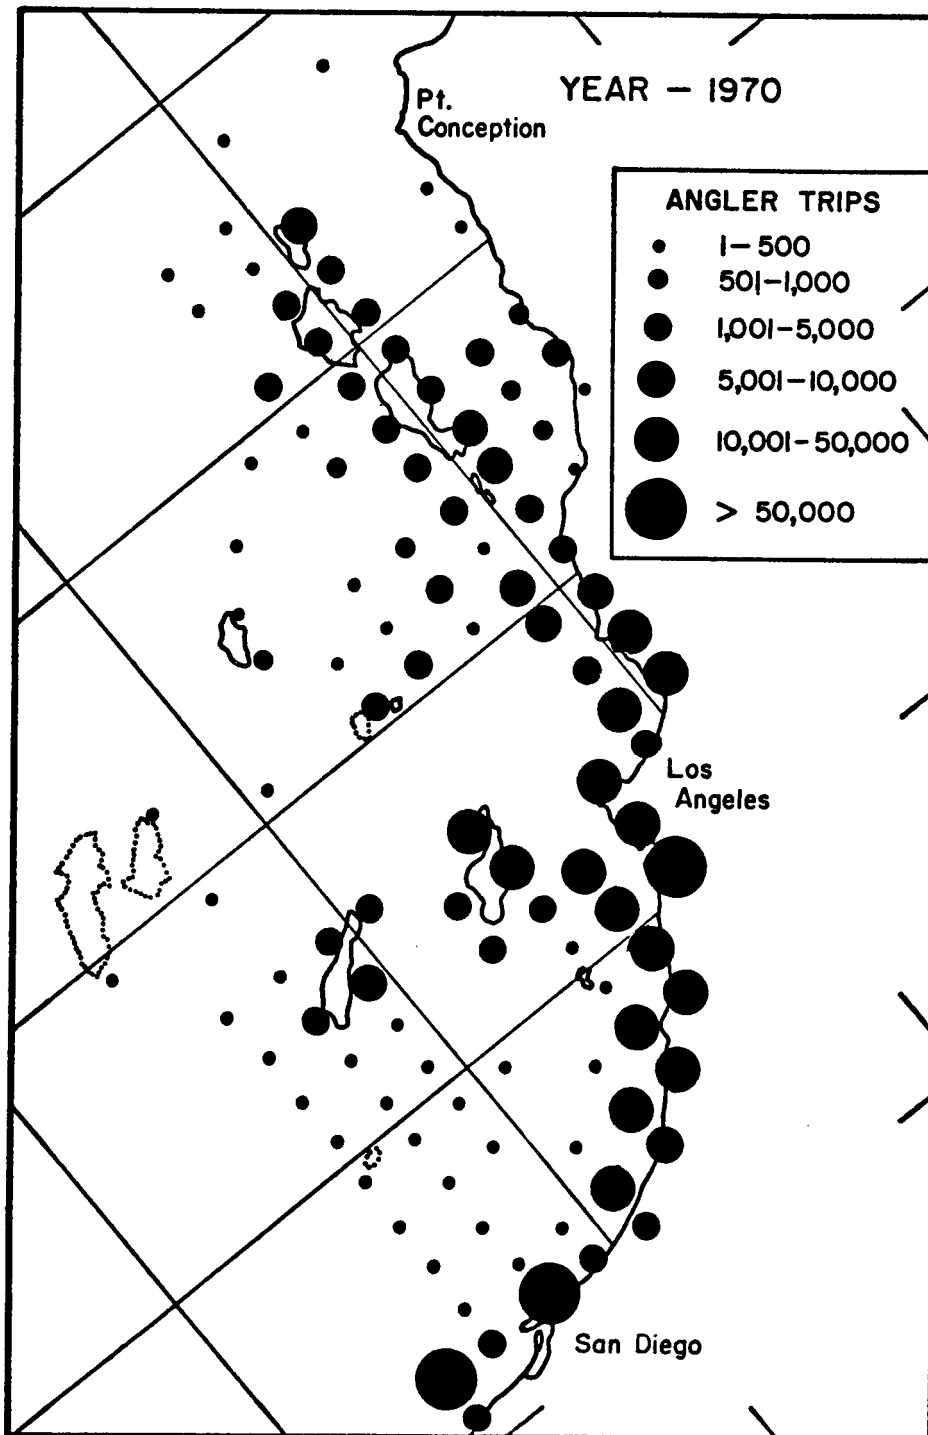 YEAR – 1970
Pt.
Conception
ANGLER TRIPS
1–500
501–1,000
1,001–5,000
5,001–10,000
10,001–50,000
> 50,000
Los
Angeles
San Diego